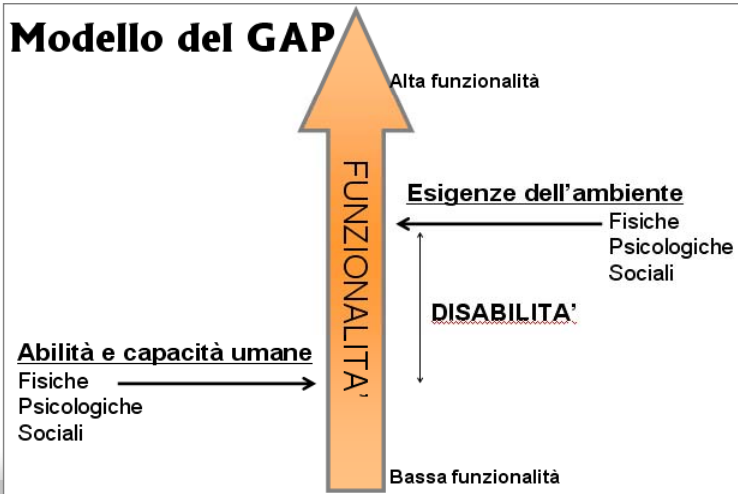 Modello del GAP
Alta funzionalità
FUNZIONALITA’
Esigenze dell’ambiente
Fisiche
Psicologiche
Sociali
DISABILITA’
Abilità e capacità umane
Fisiche
Psicologiche
Sociali
Bassa funzionalità